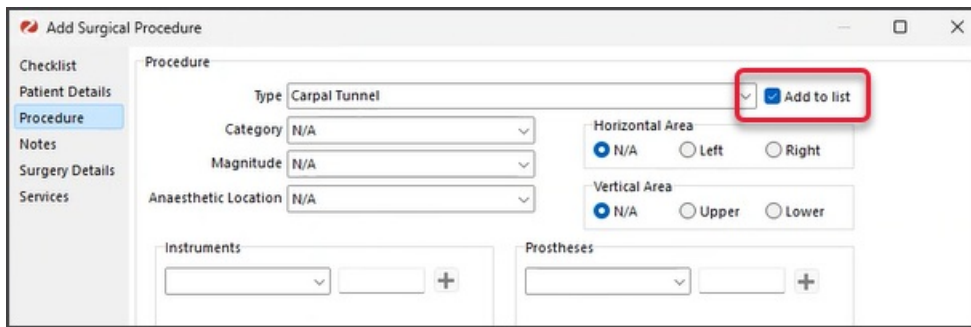 Add Surgical Procedure
Checklist
Patient Details
Procedure
Notes
Surgery Details
Services
Procedure
Type Carpal Tunnel Add to list
Category N/A
Magnitude N/A
Anaesthetic Location N/A
Horizontal Area
N/A Left Right
Vertical Area
N/A Upper Lower
Instruments
Prostheses